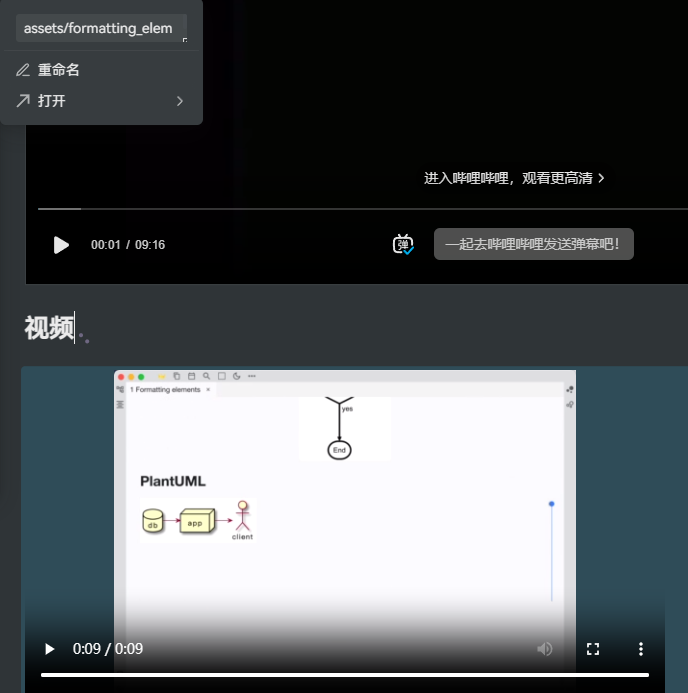 assets/formatting_elem
重命名
打开
进入哔哩哔哩，观看更高清
00:01 / 09:16
弹
一起去哔哩哔哩发送弹幕吧！
视频
1 Formatting elements
yes
End
PlantUML
db
app
client
0:09 / 0:09